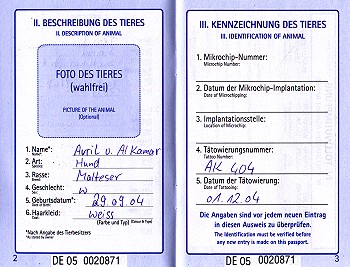 II. BESCHREIBUNG DES TIERES
II. DESCRIPTION OF ANIMAL
FOTO DES TIERES
(wahlfrei)
PICTURE OF THE ANIMAL
(Optional)
1. Name*: Avril v. Al Kamar
Name*:
2. Art: Hund
Species:
3. Rasse: Malteser
Breed:
4. Geschlecht: w
Sex:
5. Geburtsdatum*: 29.09.04
Date of Birth*:
6. Haarkleid: weiss
(Farbe und Typ) (Colour & Type)
*Nach Angabe des Tierbesitzers
*As stated by owner
2
DE 05 0020871
III. KENNZEICHNUNG DES TIERES
III. IDENTIFICATION OF ANIMAL
1. Mikrochip-Nummer:
Microchip Number:
2. Datum der Mikrochip-Implantation:
Date of Microchipping:
3. Implantationsstelle:
Location of Microchip:
4. Tätowierungsnummer:
Tattoo Number:
AK 404
5. Datum der Tätowierung:
Date of Tattooing:
01.12.04
Die Angaben sind vor jedem neuen Eintrag
in diesen Ausweis zu überprüfen.
The Identification must be verified before
any new entry is made on this passport.
DE 05 0020871
3